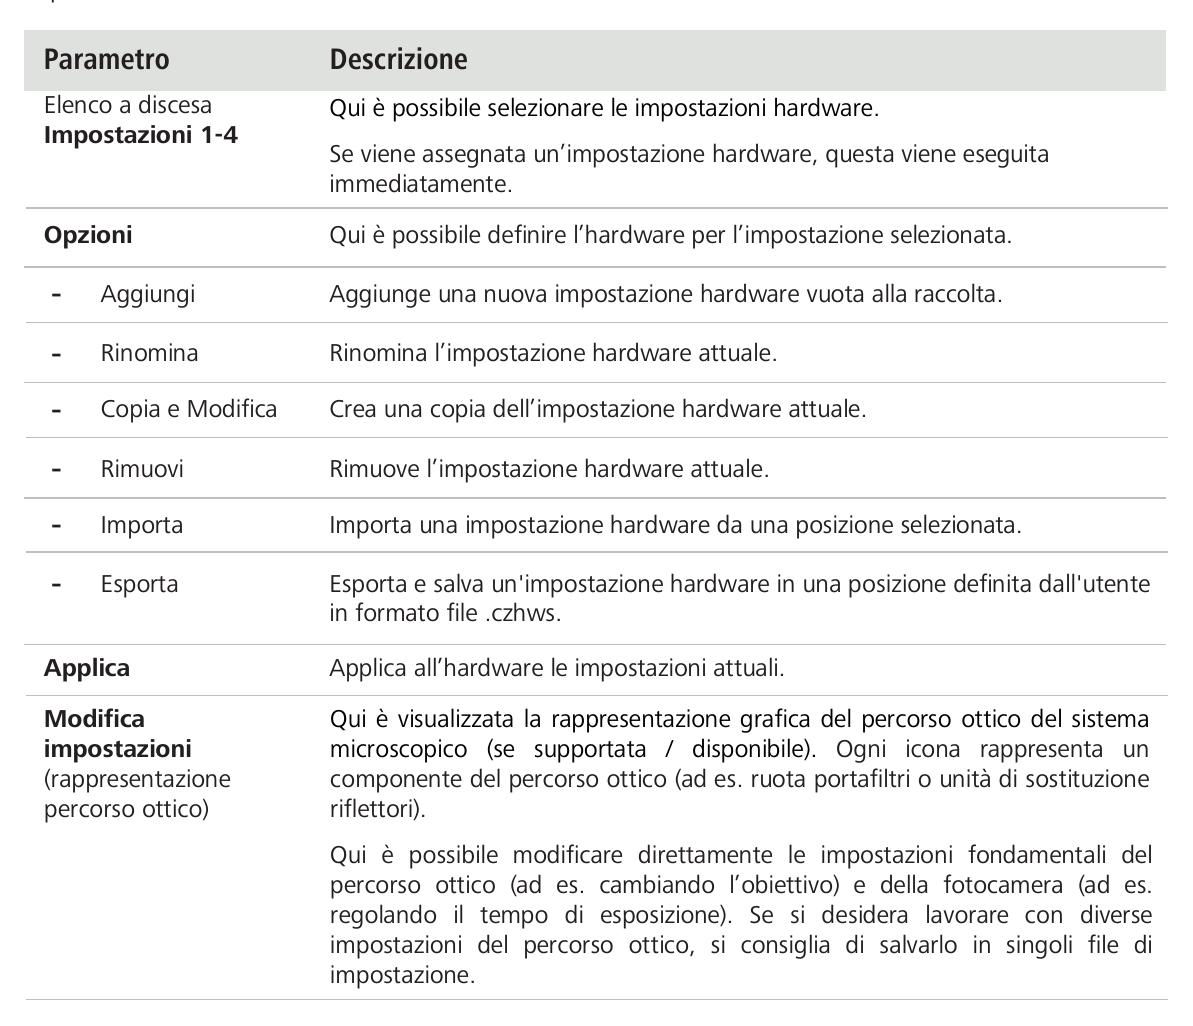 Parametro Descrizione
Elenco a discesa Qui è possibile selezionare le impostazioni hardware.
Impostazioni 1-4
Se viene assegnata un’impostazione hardware, questa viene eseguita
immediatamente.
Opzioni Qui è possibile definire l’hardware per l’impostazione selezionata.
- Aggiungi Aggiunge una nuova impostazione hardware vuota alla raccolta.
- Rinomina Rinomina l’impostazione hardware attuale.
- Copia e Modifica Crea una copia dell’impostazione hardware attuale.
- Rimuovi Rimuove l’impostazione hardware attuale.
- Importa Importa una impostazione hardware da una posizione selezionata.
- Esporta Esporta e salva un'impostazione hardware in una posizione definita dall'utente
in formato file .czhws.
Applica Applica all’hardware le impostazioni attuali.
Modifica Qui è visualizzata la rappresentazione grafica del percorso ottico del sistema
impostazioni microscopico (se supportata / disponibile). Ogni icona rappresenta un
(rappresentazione componente del percorso ottico (ad es. ruota portafiltri o unità di sostituzione
percorso ottico) riflettori).
Qui è possibile modificare direttamente le impostazioni fondamentali del
percorso ottico (ad es. cambiando l’obiettivo) e della fotocamera (ad es.
regolando il tempo di esposizione). Se si desidera lavorare con diverse
impostazioni del percorso ottico, si consiglia di salvarlo in singoli file di
impostazione.